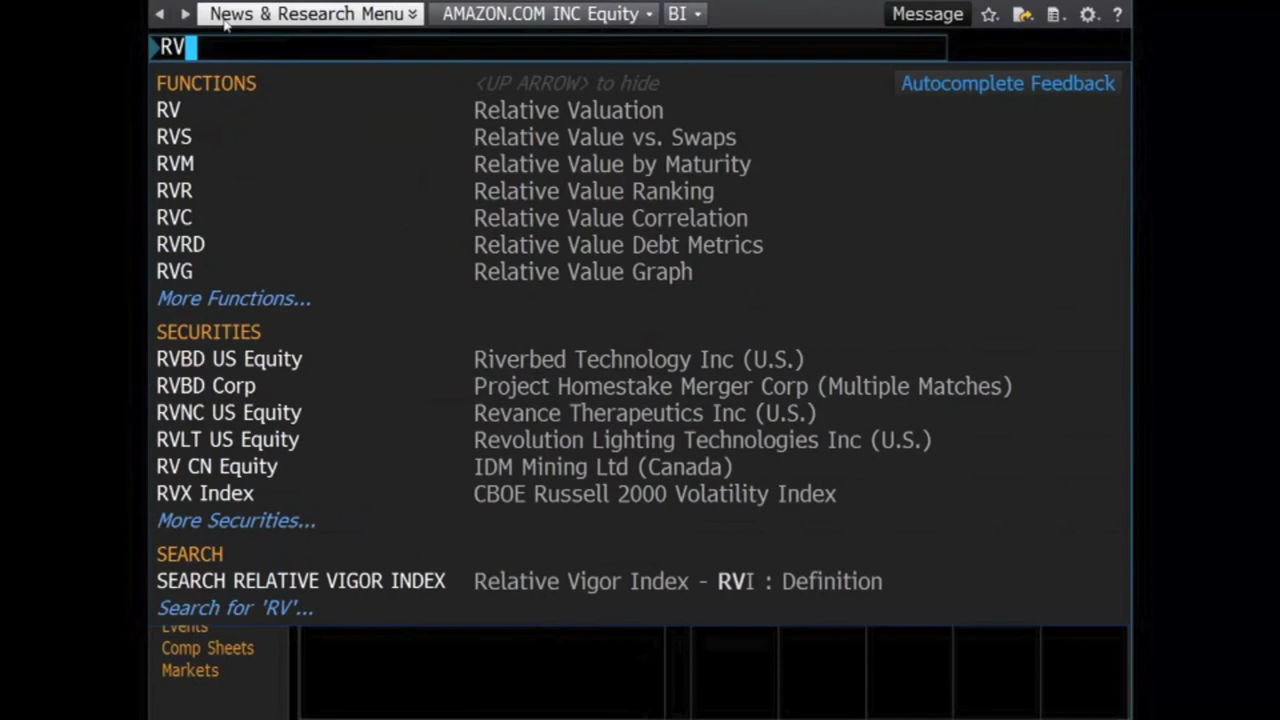 News & Research Menu AMAZON.COM INC Equity BI Message ?
RV
FUNCTIONS <UP ARROW> to hide Autocomplete Feedback
RV Relative Valuation
RVS Relative Value vs. Swaps
RVM Relative Value by Maturity
RVR Relative Value Ranking
RVC Relative Value Correlation
RVRD Relative Value Debt Metrics
RVG Relative Value Graph
More Functions...
SECURITIES
RVBD US Equity Riverbed Technology Inc (U.S.)
RVBD Corp Project Homestake Merger Corp (Multiple Matches)
RVNC US Equity Revance Therapeutics Inc (U.S.)
RVLT US Equity Revolution Lighting Technologies Inc (U.S.)
RV CN Equity IDM Mining Ltd (Canada)
RVX Index CBOE Russell 2000 Volatility Index
More Securities...
SEARCH
SEARCH RELATIVE VIGOR INDEX Relative Vigor Index - RVI : Definition
Search for 'RV'...
Events
Comp Sheets
Markets